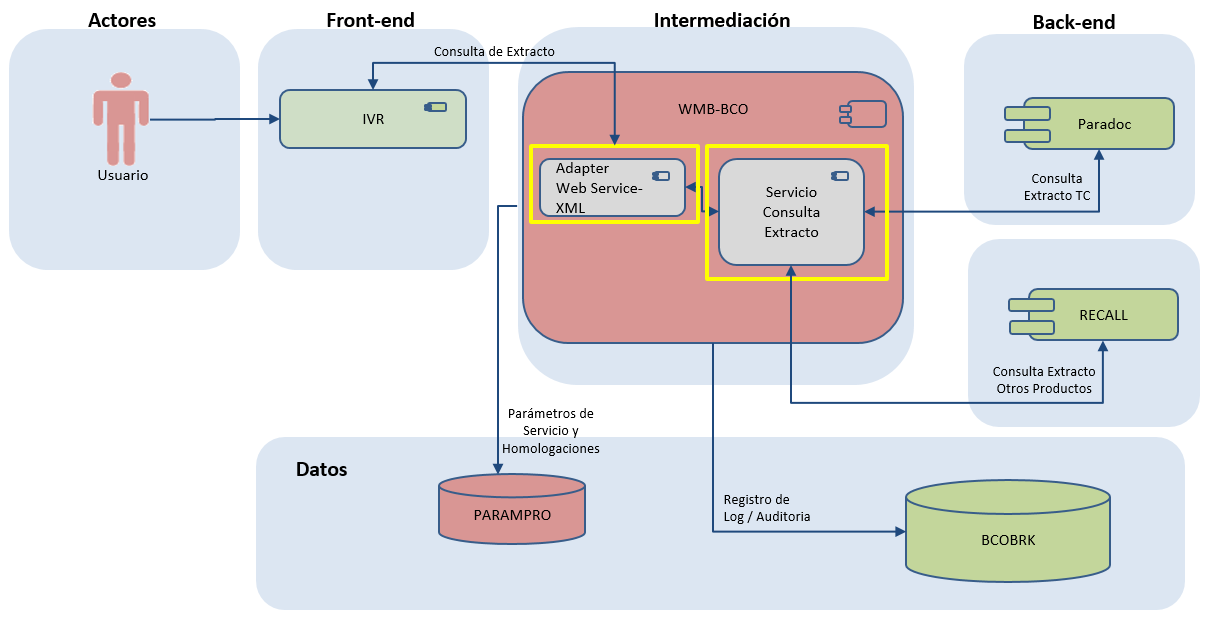 Actores
Front-end
Intermediación
Back-end
Consulta de Extracto
IVR
WMB-BCO
Paradoc
Usuario
Adapter
Web Service-
XML
Servicio
Consulta
Extracto
Consulta
Extracto TC
RECALL
Consulta Extracto
Otros Productos
Parámetros de
Servicio y
Homologaciones
Datos
PARAMPRO
Registro de
Log / Auditoria
BCOBRK